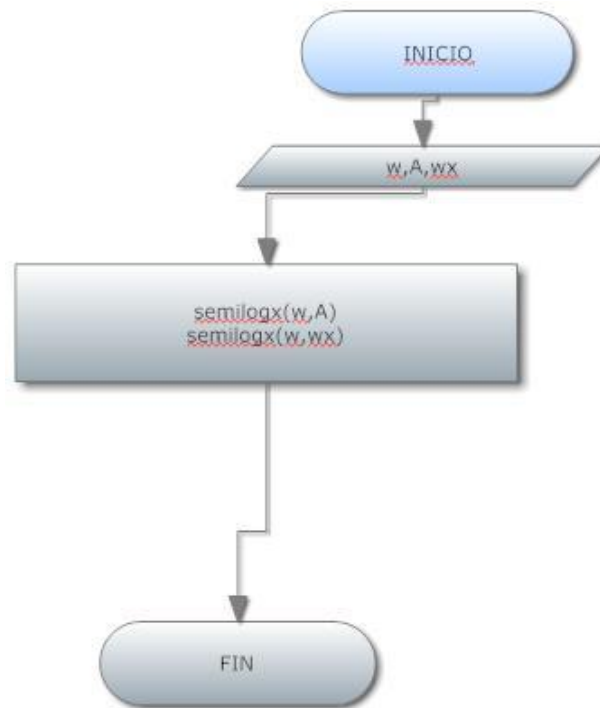 INICIO
w,A,wx
semilogx(w,A)
semilogx(w,wx)
FIN